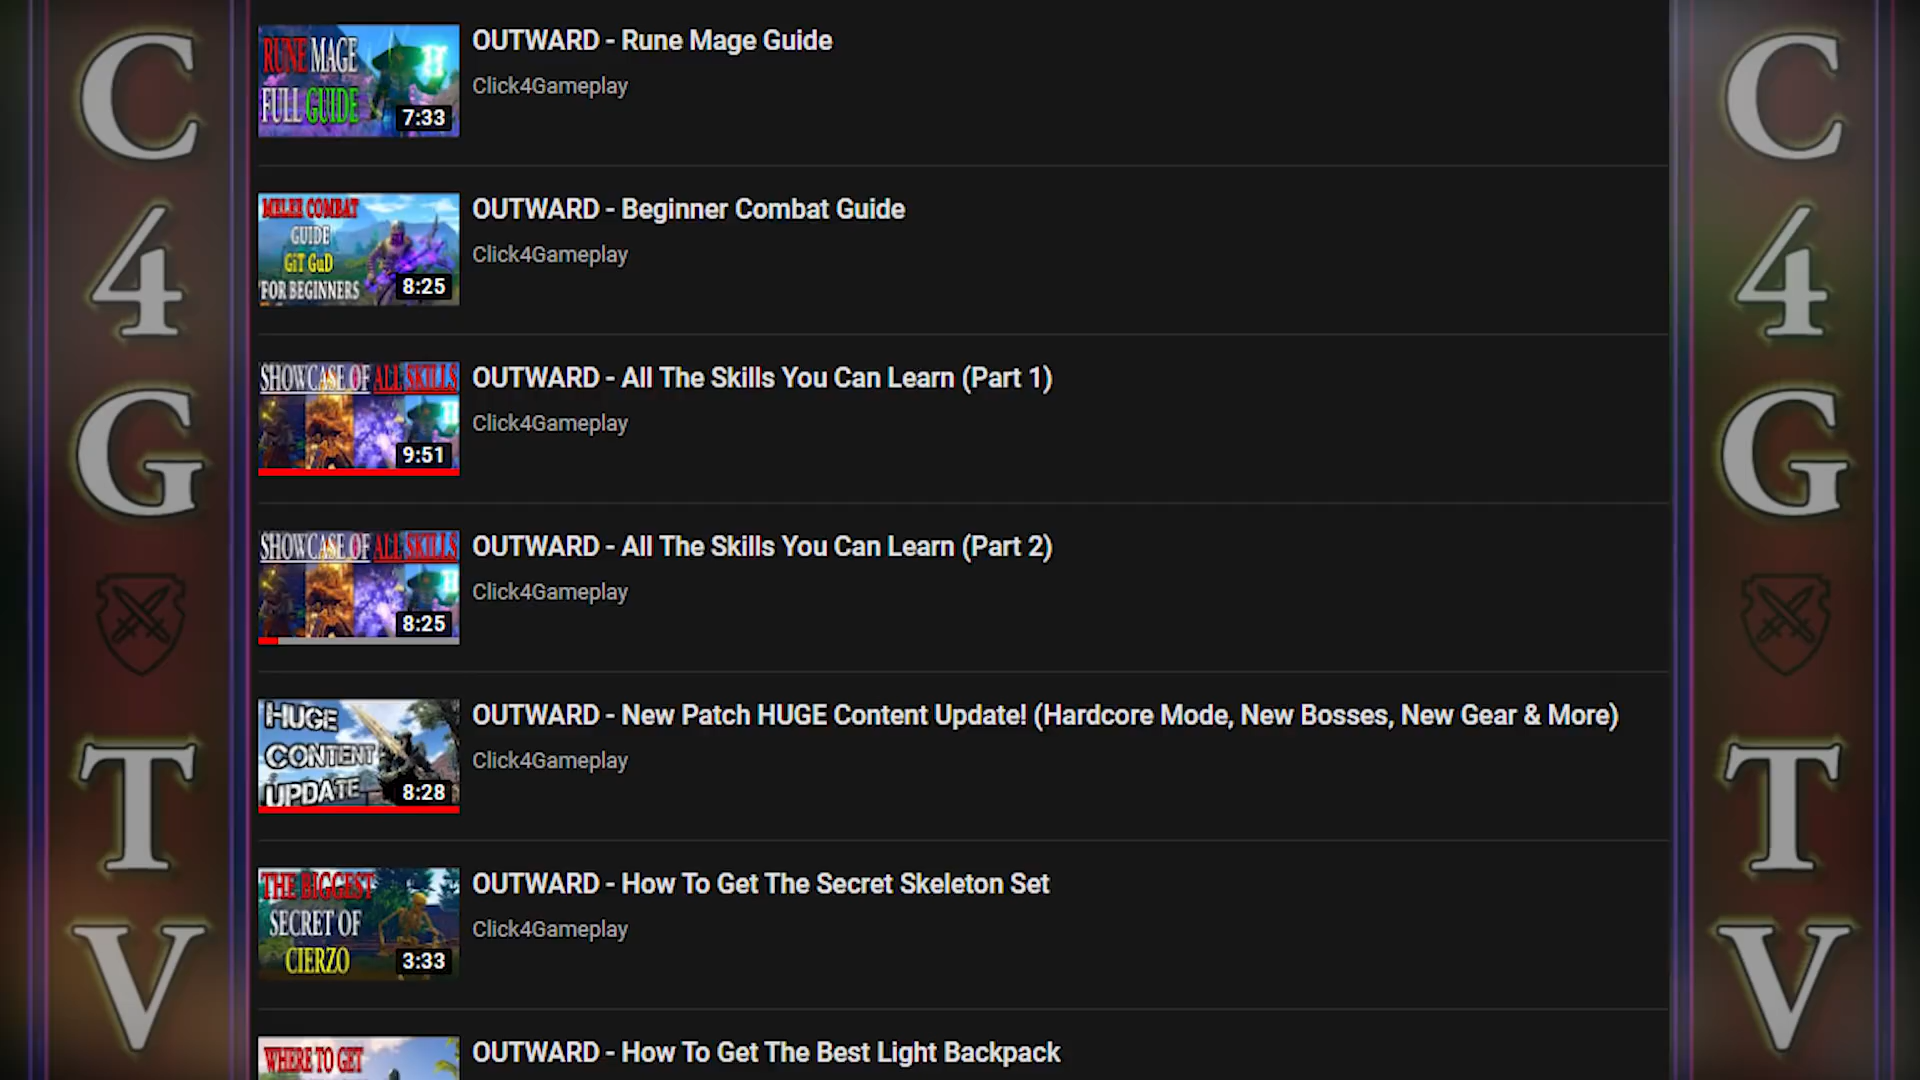 C
4
G
TV
RUNE MAGE
FULL GUIDE
7:33
OUTWARD - Rune Mage Guide
Click4Gameplay
MELEE COMBAT
GUIDE
GiT GuD
FOR BEGINNERS
8:25
OUTWARD - Beginner Combat Guide
Click4Gameplay
SHOWCASE OF ALL SKILLS
9:51
OUTWARD - All The Skills You Can Learn (Part 1)
Click4Gameplay
SHOWCASE OF ALL SKILLS
8:25
OUTWARD - All The Skills You Can Learn (Part 2)
Click4Gameplay
HUGE
CONTENT
UPDATE
8:28
OUTWARD - New Patch HUGE Content Update! (Hardcore Mode, New Bosses, New Gear & More)
Click4Gameplay
THE BIGGEST
SECRET OF
CIERZO
3:33
OUTWARD - How To Get The Secret Skeleton Set
Click4Gameplay
WHERE TO GET
OUTWARD - How To Get The Best Light Backpack
C
4
G
TV